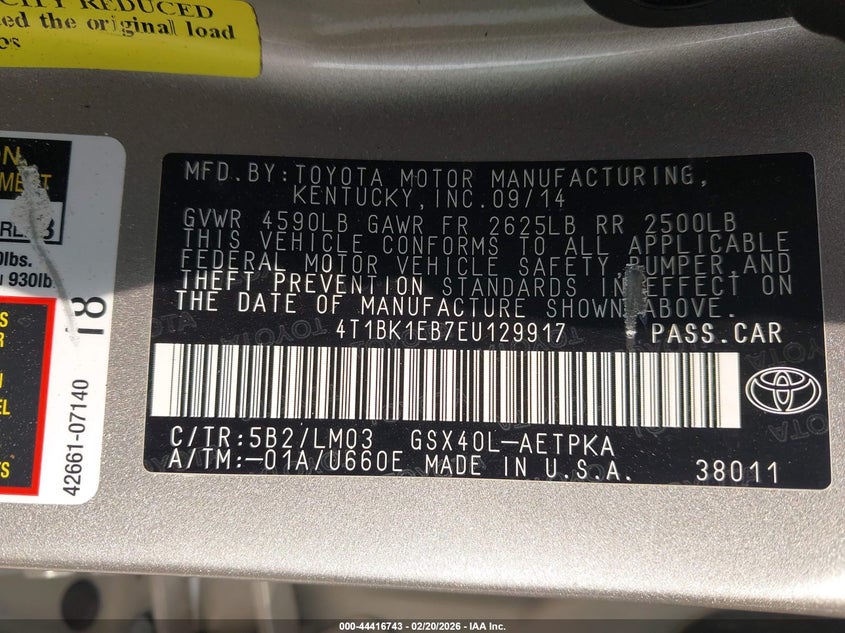 CITY REDUCED
the original load
MFD.BY:TOYOTA MOTOR MANUFACTURING,
KENTUCKY,INC.09/14
GVWR 4590LB GAWR FR 2625LB RR 2500LB
THIS VEHICLE CONFORMS TO ALL APPLICABLE
FEDERAL MOTOR VEHICLE SAFETY,BUMPER,AND
THEFT PREVENTION STANDARDS IN EFFECT ON
THE DATE OF MANUFACTURE SHOWN ABOVE.
4T1BK1EB7EU129917 PASS.CAR
C/TR:5B2/LM03 GSX40L-AETPKA
A/TM:-01A/U660E MADE IN U.S.A. 38011
TOYOTA
lbs.
930lb
18
42661-07140
000-44416743 | 02/20/2026 – IAA Inc.